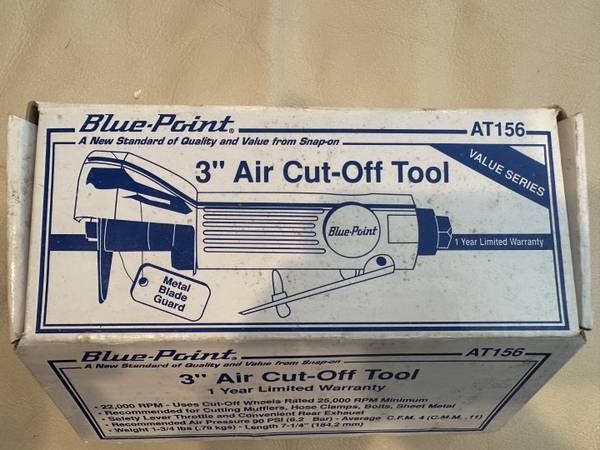 Blue-Point®
AT156
A New Standard of Quality and Value from Snap-on
VALUE SERIES
3" Air Cut-Off Tool
Blue-Point
1 Year Limited Warranty
Metal
Blade
Guard
Blue-Point®
AT156
A New Standard of Quality and Value from Snap-on
3" Air Cut-Off Tool
1 Year Limited Warranty
• 22,000 RPM - Uses Cut-Off Wheels Rated 25,000 RPM Minimum
• Recommended for Cutting Mufflers, Hose Clamps, Bolts, Sheet Metal
• Safety Lever Throttle and Convenient Rear Exhaust
• Recommended Air Pressure 90 PSI (6.2 Bar) - Average C.F.M. 4 (C.M.M. .11)
• Weight 1-3/4 lbs (.79 kgs) - Length 7-1/4" (184.2 mm)